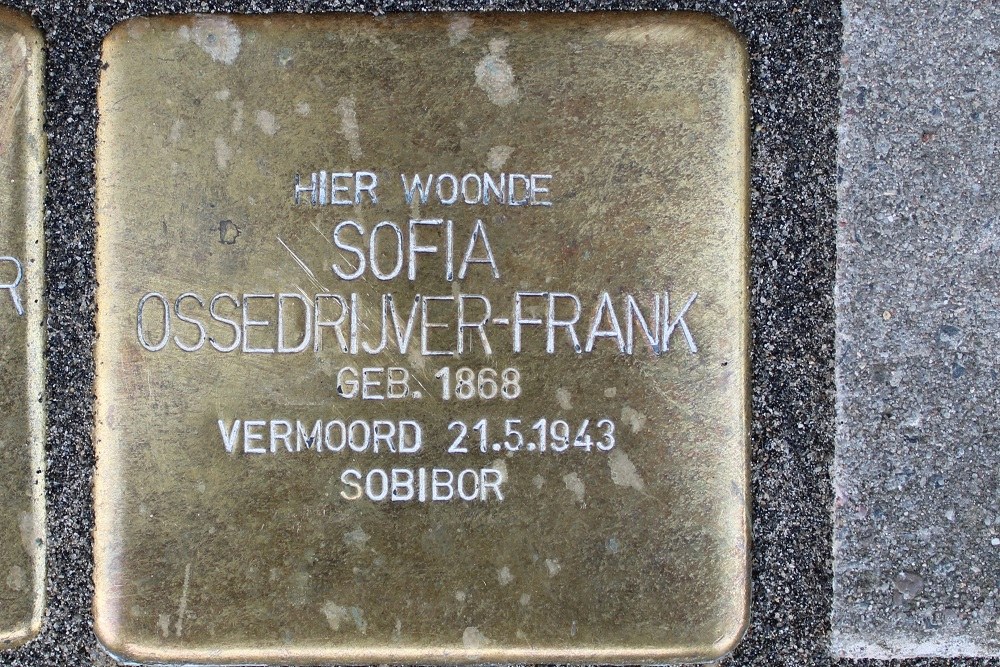 HIER WOONDE
SOFIA
OSSEDRIJVER-FRANK
GEB. 1868
VERMOORD 21.5.1943
SOBIBOR